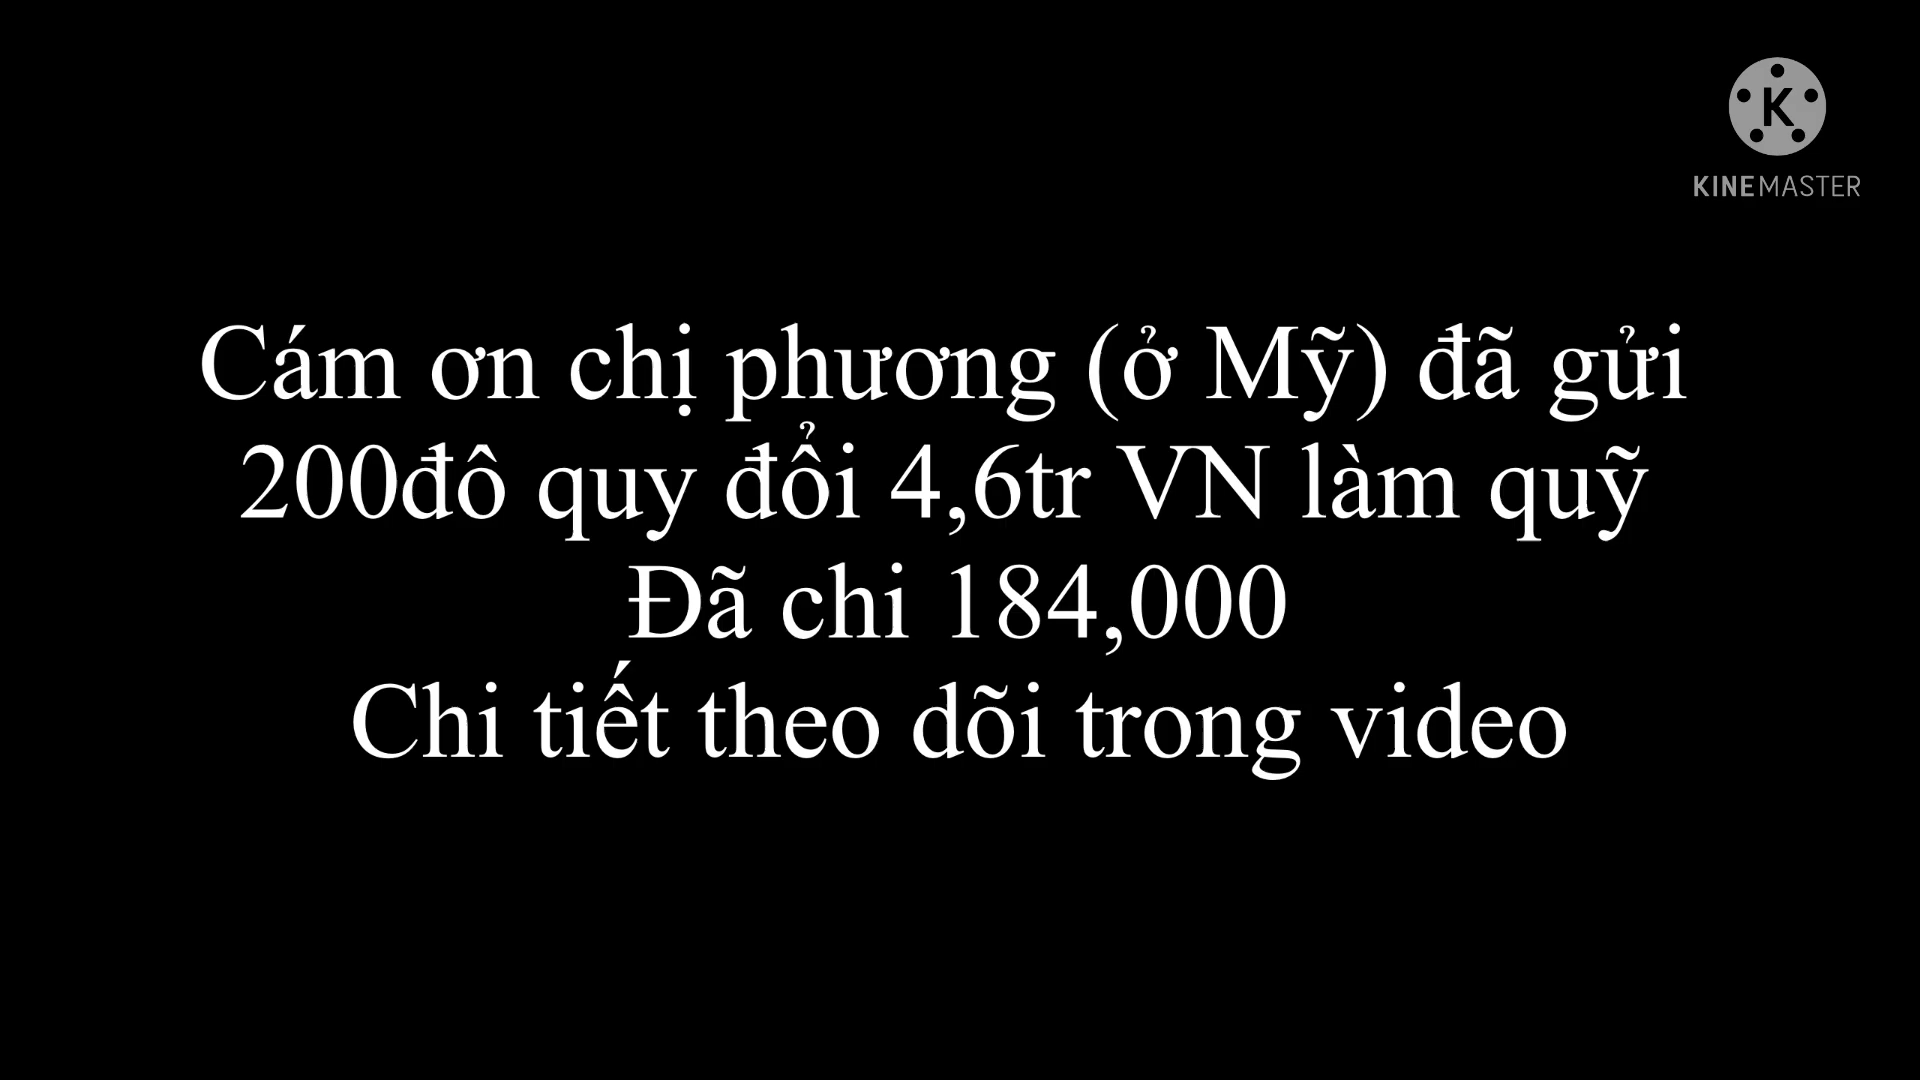 K
KINEMASTER
Cám ơn chị phương (ở Mỹ) đã gửi
200đô quy đổi 4,6tr VN làm quỹ
Đã chi 184,000
Chi tiết theo dõi trong video